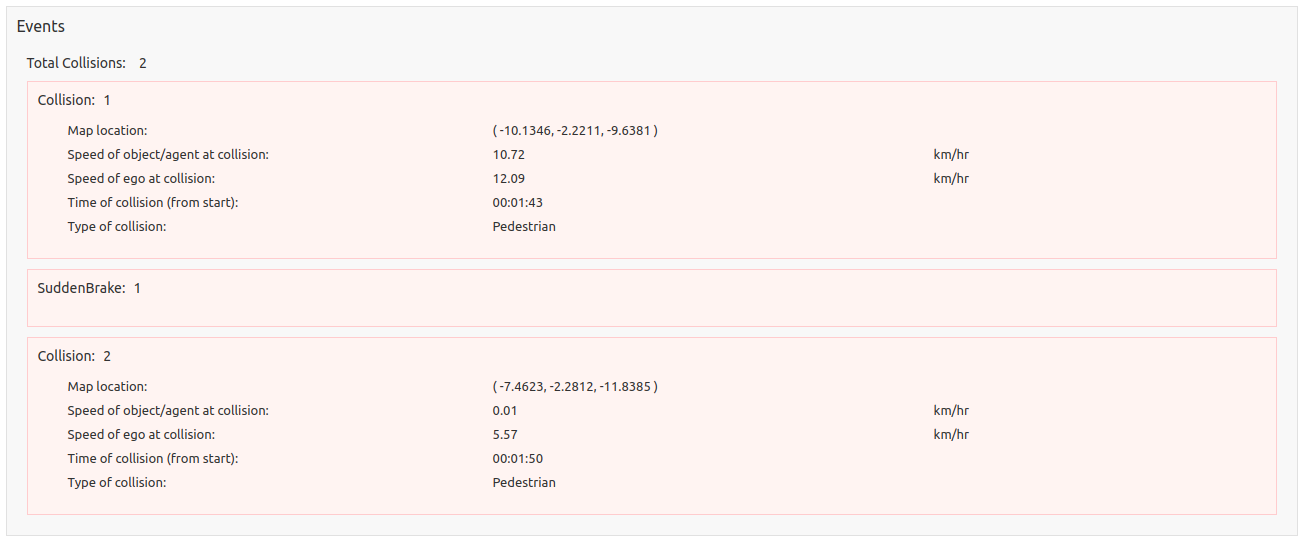 Events
Total Collisions: 2
Collision: 1
Map location: ( -10.1346, -2.2211, -9.6381 )
Speed of object/agent at collision: 10.72 km/hr
Speed of ego at collision: 12.09 km/hr
Time of collision (from start): 00:01:43
Type of collision: Pedestrian
SuddenBrake: 1
Collision: 2
Map location: ( -7.4623, -2.2812, -11.8385 )
Speed of object/agent at collision: 0.01 km/hr
Speed of ego at collision: 5.57 km/hr
Time of collision (from start): 00:01:50
Type of collision: Pedestrian